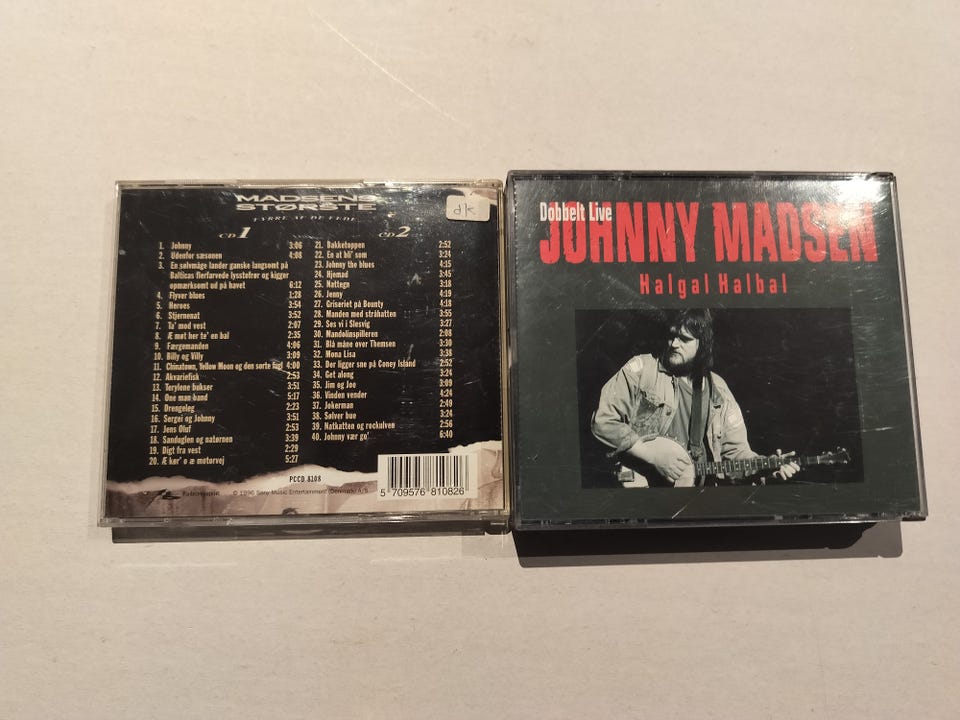 MADSENS
STØRSTE
TYRRE AF DE FEDE
dk
CD 1
1. Johnny 3:06
2. Udenfor sæsonen 4:08
3. En selvmåge lander ganske langsomt på
Balticas flerfarvede lysstofrør og kigger
opmærksomt ud på havet 6:12
4. Flyver blues 1:28
5. Heroes 3:54
6. Stjernenat 3:52
7. Ta' mod vest 2:07
8. Æ møt her te' en bal 2:35
9. Færgemanden 4:06
10. Billy og Villy 3:09
11. Chinatown, Yellow Moon og den sorte fugl 4:00
12. Akvariefisk 2:53
13. Terylene bukser 3:51
14. One man band 5:17
15. Drengeleg 2:23
16. Sergei og Johnny 3:51
17. Jens Oluf 2:53
18. Sanduglen og natørnen 3:39
19. Digt fra vest 2:29
20. Æ kør' o æ motorvej 5:27
CD 2
21. Bakketoppen 2:52
22. En at bli' som 3:24
23. Johnny the blues 4:15
24. Hjemad 3:45
25. Nattegn 3:18
26. Jenny 4:19
27. Griseriet på Bounty 4:18
28. Manden med stråhatten 3:55
29. Ses vi i Slesvig 3:27
30. Mandolinspilleren 2:08
31. Blå måne over Themsen 3:30
32. Mona Lisa 3:38
33. Der ligger sne på Coney Island 2:52
34. Get along 3:24
35. Jim og Joe 3:09
36. Vinden vender 4:24
37. Jokerman 2:49
38. Sølver bue 3:24
39. Natkatten og rockulven 2:56
40. Johnny vær go' 6:40
PCCD 8108
© 1996 Sony Music Entertainment (Denmark) A/S
5 709576 810826
Dobbelt Live
JOHNNY MADSEN
Halgal Halbal